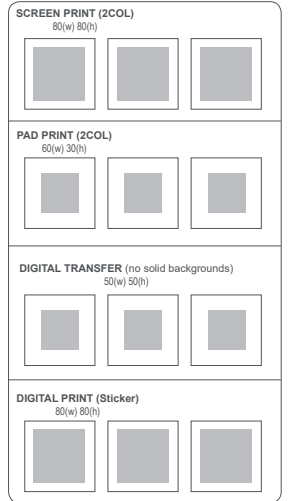 SCREEN PRINT (2COL)
80(w) 80(h)
PAD PRINT (2COL)
60(w) 30(h)
DIGITAL TRANSFER (no solid backgrounds)
50(w) 50(h)
DIGITAL PRINT (Sticker)
80(w) 80(h)